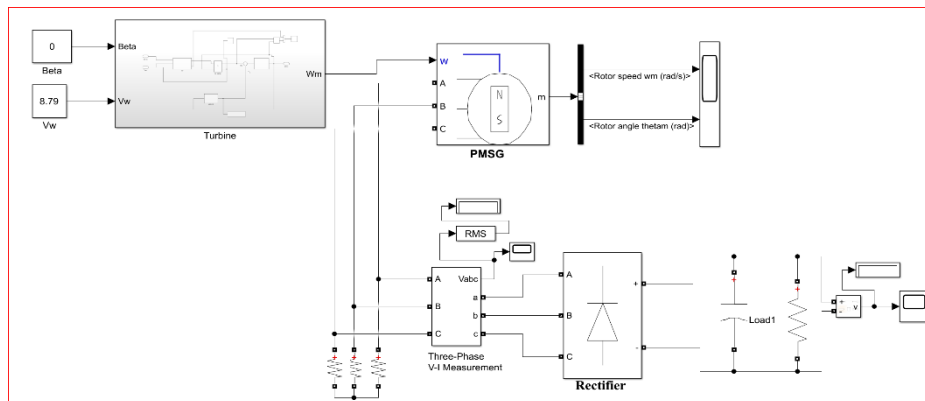 0
Beta
8.79
Vw
Beta
Vw
Wm
Turbine
w
A
B
C
N
S
m
PMSG
<Rotor speed wm (rad/s)>
<Rotor angle thetam (rad)>
RMS
A
B
C
Vabc
a
b
c
Three-Phase
V-I Measurement
A
B
C
+
-
Rectifier
+
Load1
+
+
-
v
+
+
+